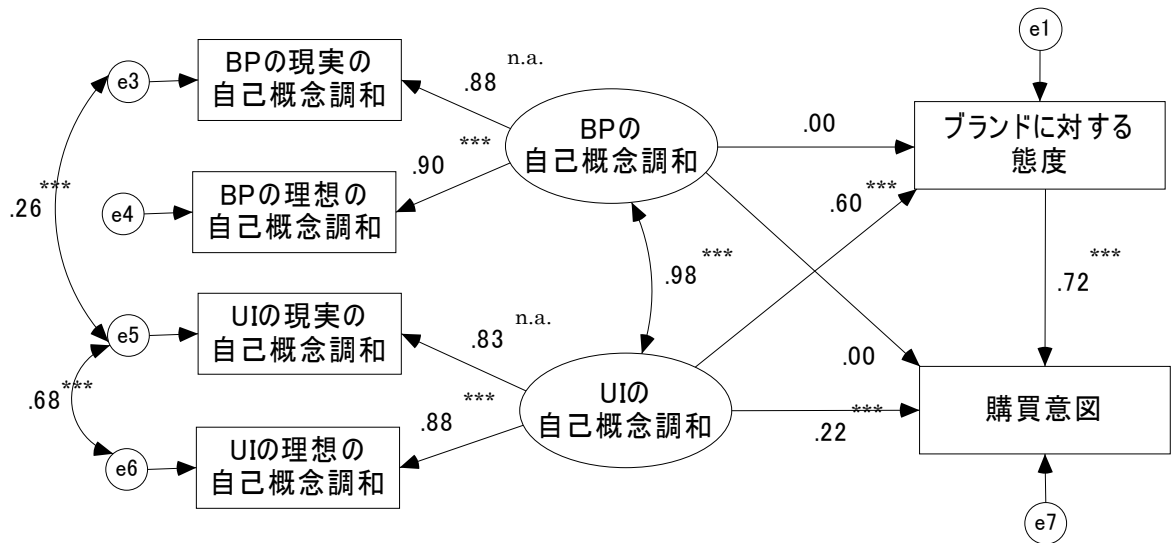 e1
n.a.
e3
BPの現実の
自己概念調和
.88
BPの
自己概念調和
.00
ブランドに対する
態度
***
.90
.26***
e4
BPの理想の
自己概念調和
.60***
.98***
.72***
n.a.
e5
UIの現実の
自己概念調和
.83
.00
.68***
***
.88
UIの
自己概念調和
.22***
購買意図
e6
UIの理想の
自己概念調和
e7